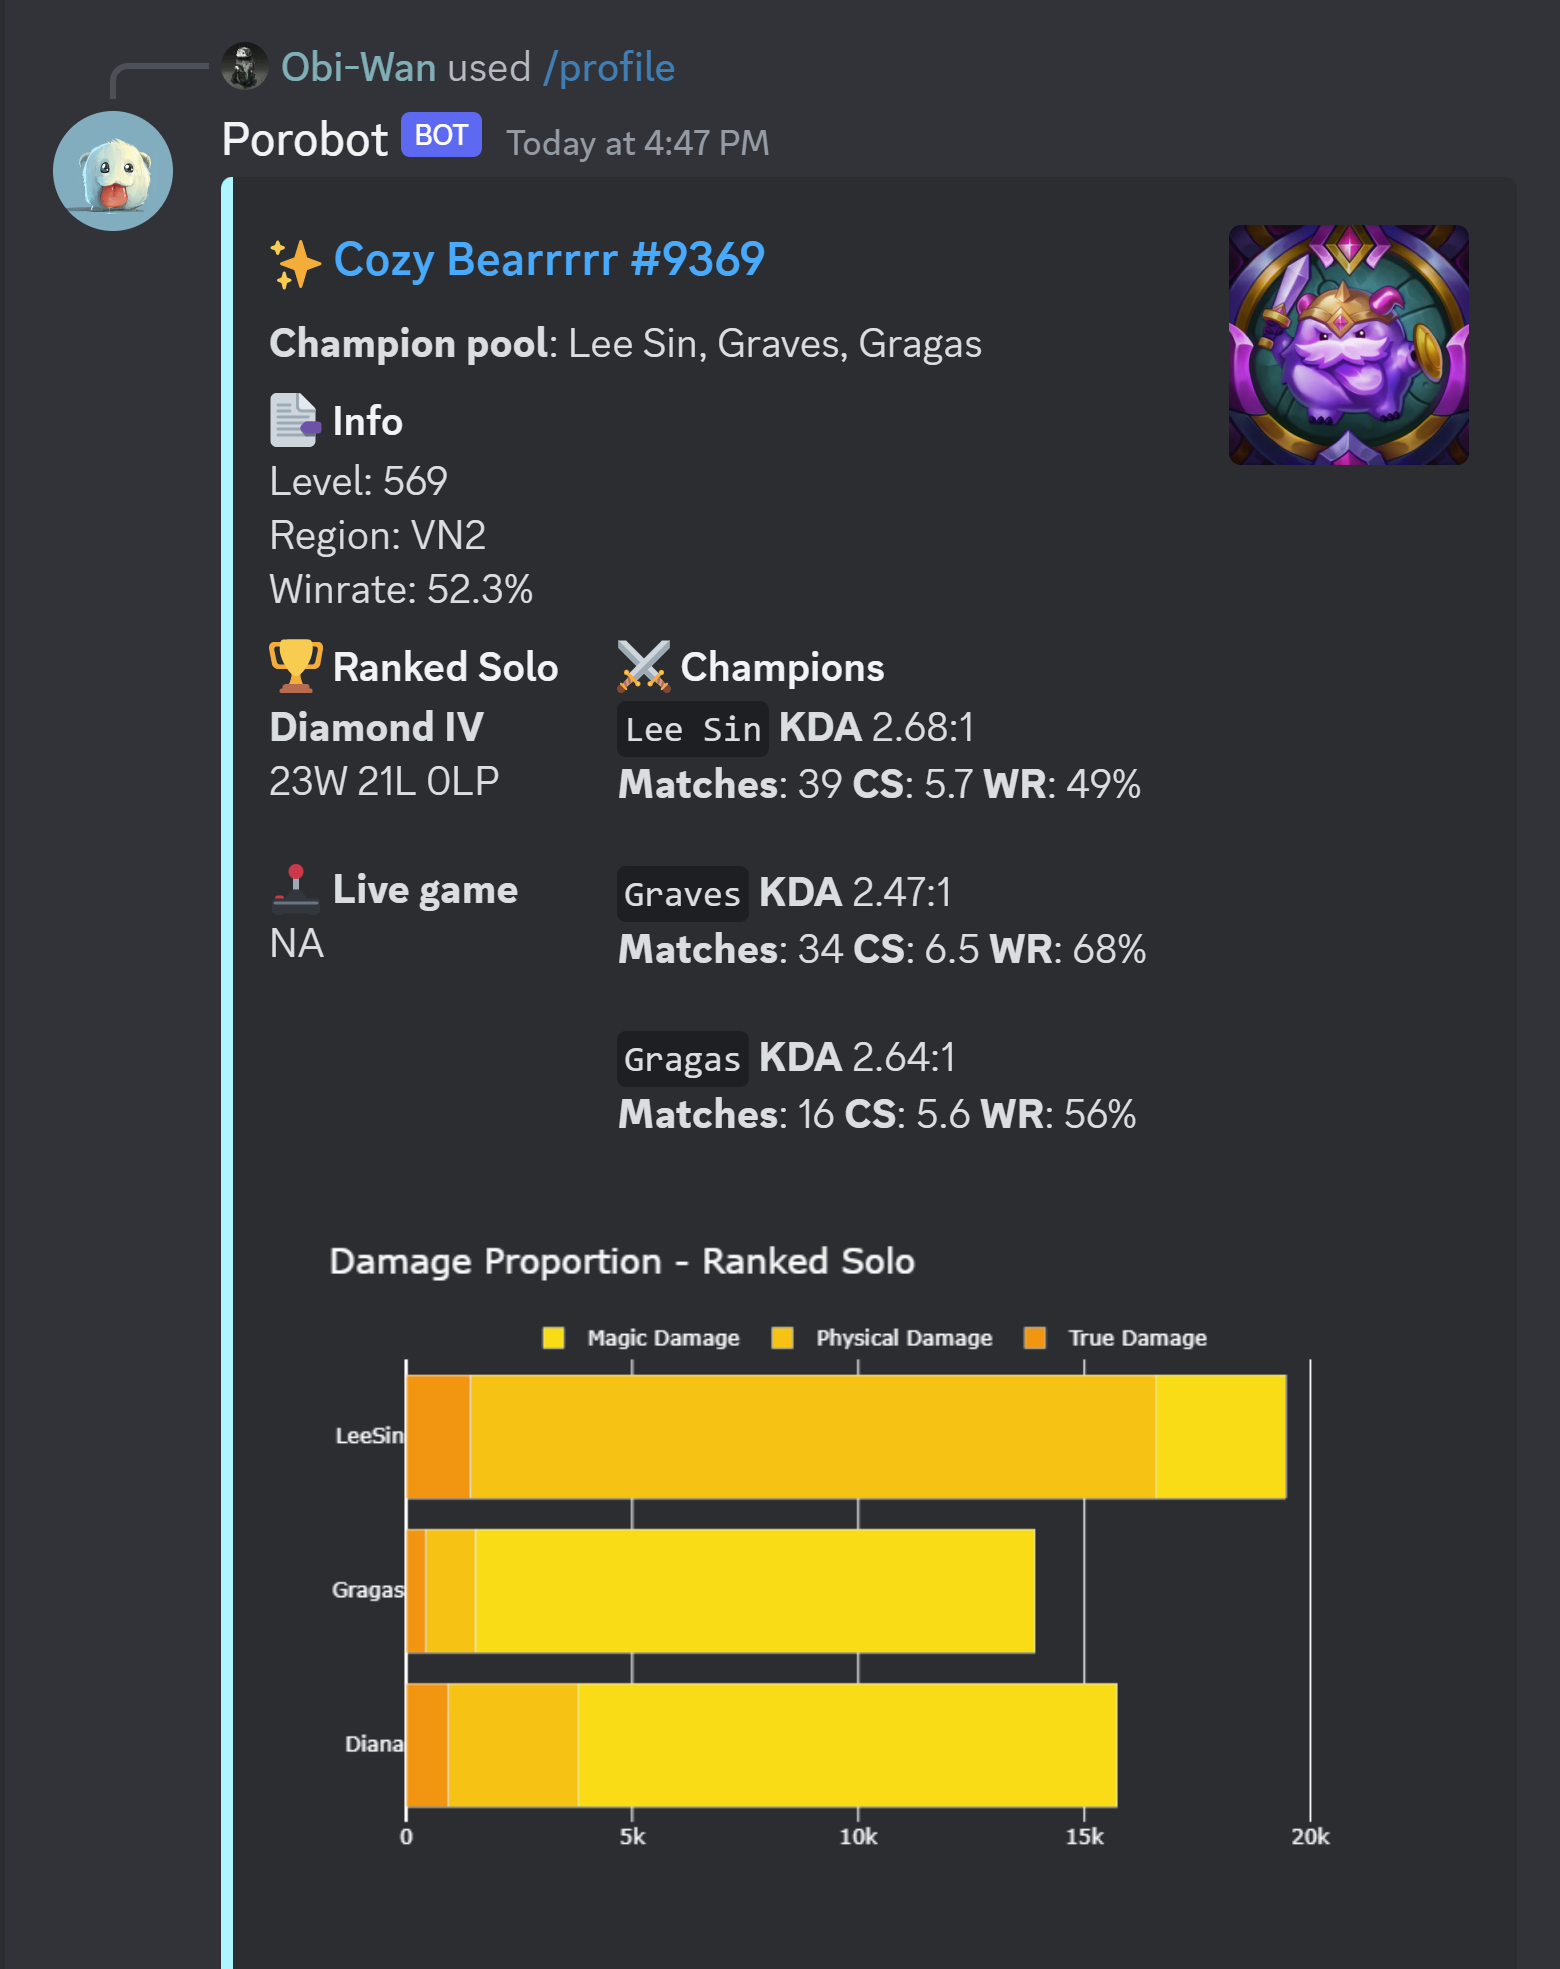 Obi-Wan used /profile
Porobot BOT Today at 4:47 PM
Cozy Bearrrrr #9369
Champion pool: Lee Sin, Graves, Gragas
Info
Level: 569
Region: VN2
Winrate: 52.3%
Ranked Solo
Diamond IV
23W 21L 0LP
Live game
NA
Champions
Lee Sin KDA 2.68:1
Matches: 39 CS: 5.7 WR: 49%
Graves KDA 2.47:1
Matches: 34 CS: 6.5 WR: 68%
Gragas KDA 2.64:1
Matches: 16 CS: 5.6 WR: 56%
Damage Proportion - Ranked Solo
Magic Damage Physical Damage True Damage
LeeSin
Gragas
Diana
0 5k 10k 15k 20k